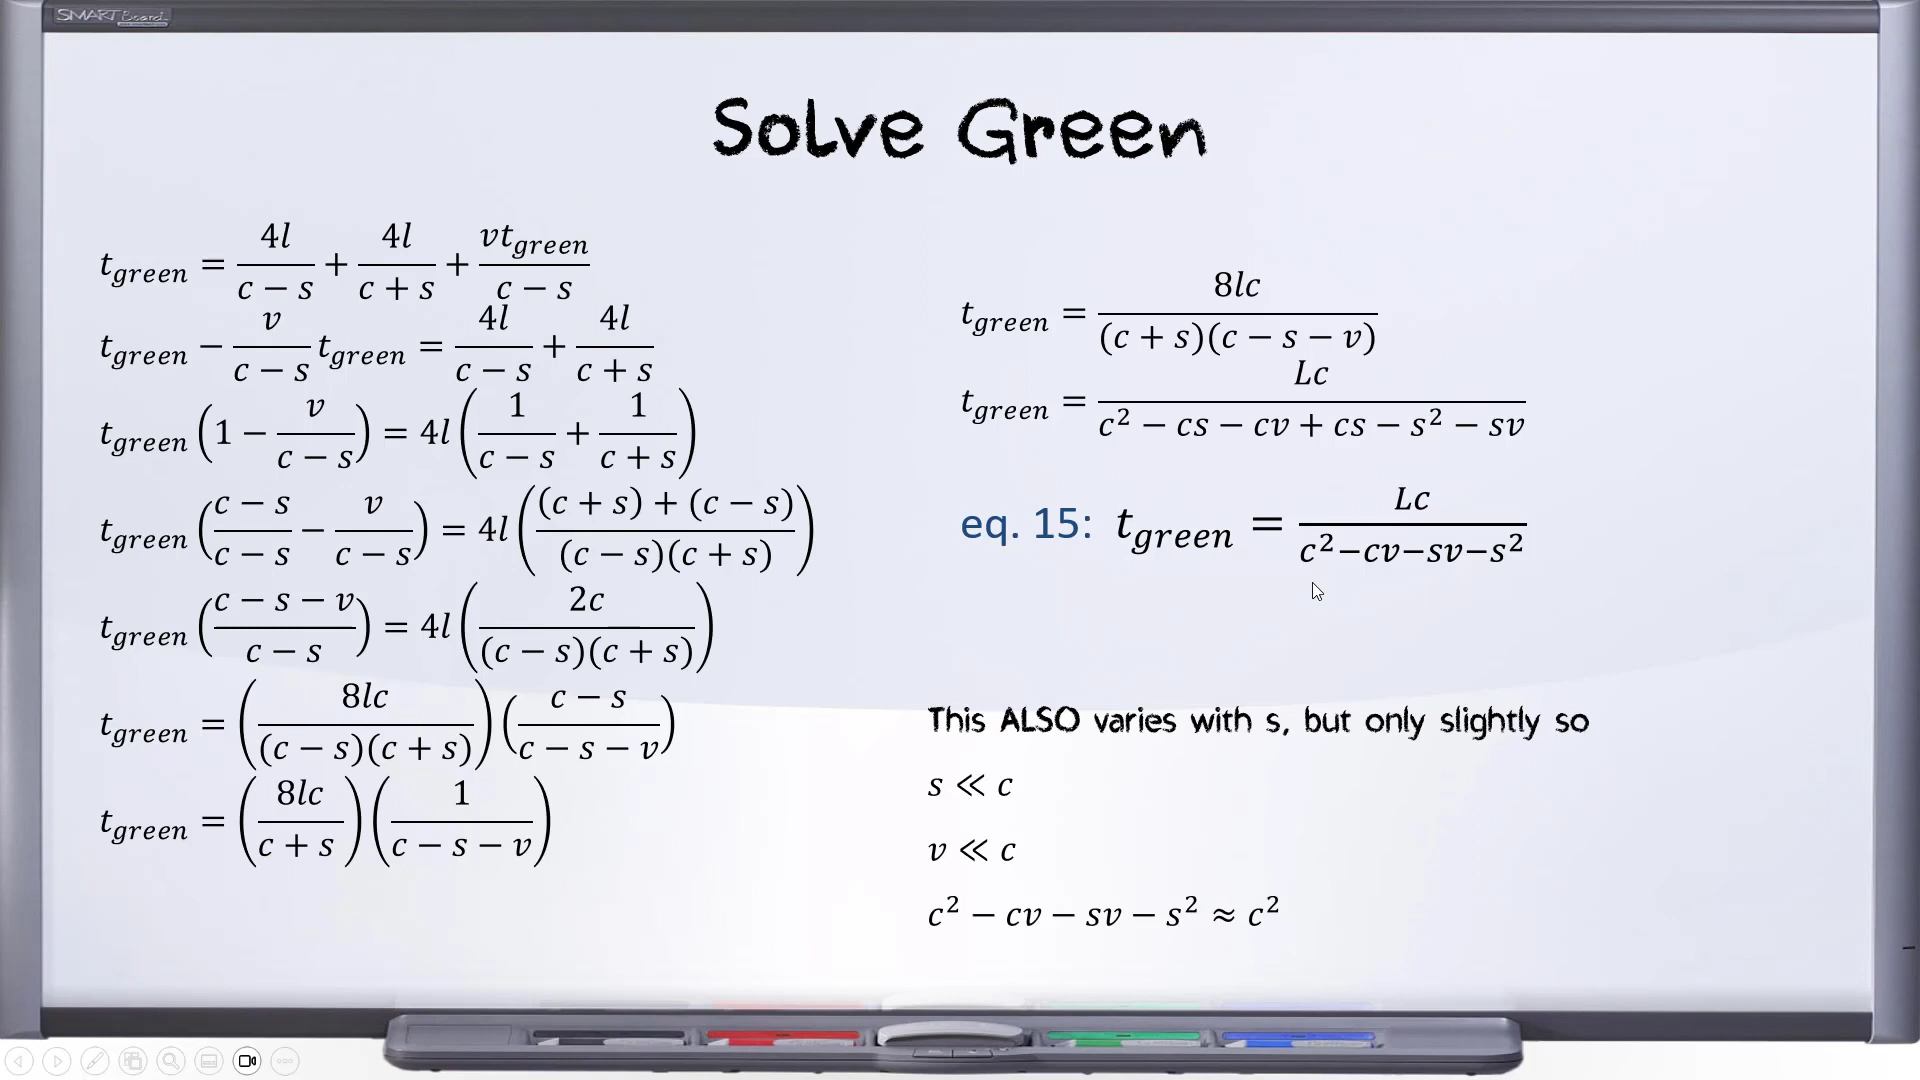 SMART Board
Solve Green
t_green = 4l/(c − s) + 4l/(c + s) + vt_green/(c − s)
t_green − v/(c − s) t_green = 4l/(c − s) + 4l/(c + s)
t_green (1 − v/(c − s)) = 4l (1/(c − s) + 1/(c + s))
t_green ((c − s)/(c − s) − v/(c − s)) = 4l (((c + s) + (c − s))/((c − s)(c + s)))
t_green ((c − s − v)/(c − s)) = 4l (2c/((c − s)(c + s)))
t_green = (8lc/((c − s)(c + s))) ((c − s)/(c − s − v))
t_green = (8lc/(c + s)) (1/(c − s − v))
t_green = 8lc/((c + s)(c − s − v))
t_green = Lc/(c² − cs − cv + cs − s² − sv)
eq. 15: t_green = Lc/(c²−cv−sv−s²)
This ALSO varies with s, but only slightly so
s ≪ c
v ≪ c
c² − cv − sv − s² ≈ c²